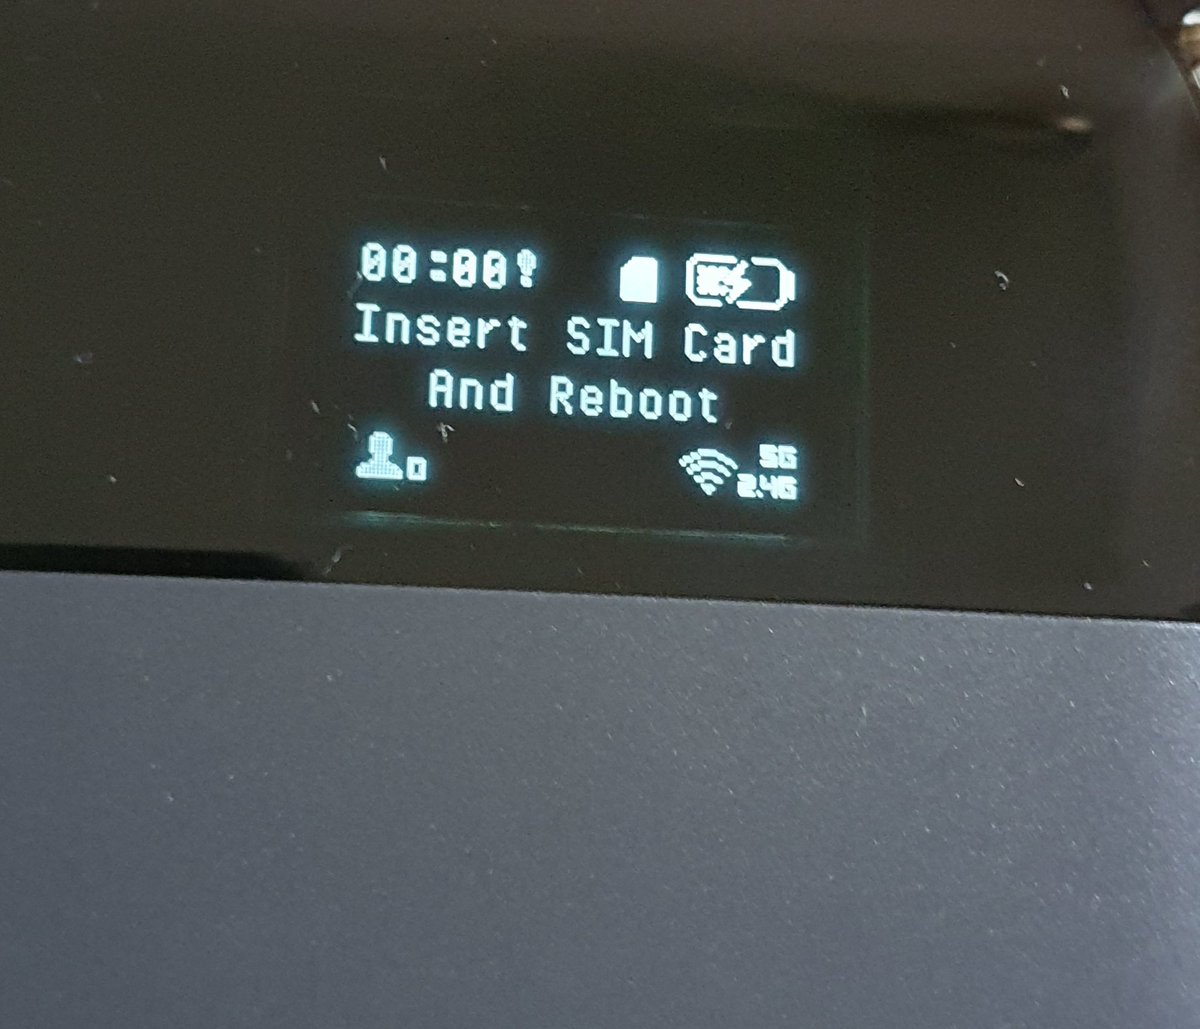 00:00!
Insert SIM Card
And Reboot
0
5G
2.4G